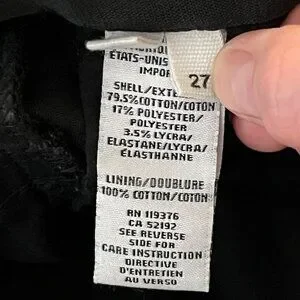 ÉTATS-UNIS
IMPOR
27
SHELL/EXTE
79.5%COTTON/COTON
17% POLYESTER/
POLYESTER
3.5% LYCRA/
ELASTANE/LYCRA/
ÉLASTHANNE
LINING/DOUBLURE
100% COTTON/COTON
RN 119376
CA 52192
SEE REVERSE
SIDE FOR
CARE INSTRUCTION
DIRECTIVE
D'ENTRETIEN
AU VERSO